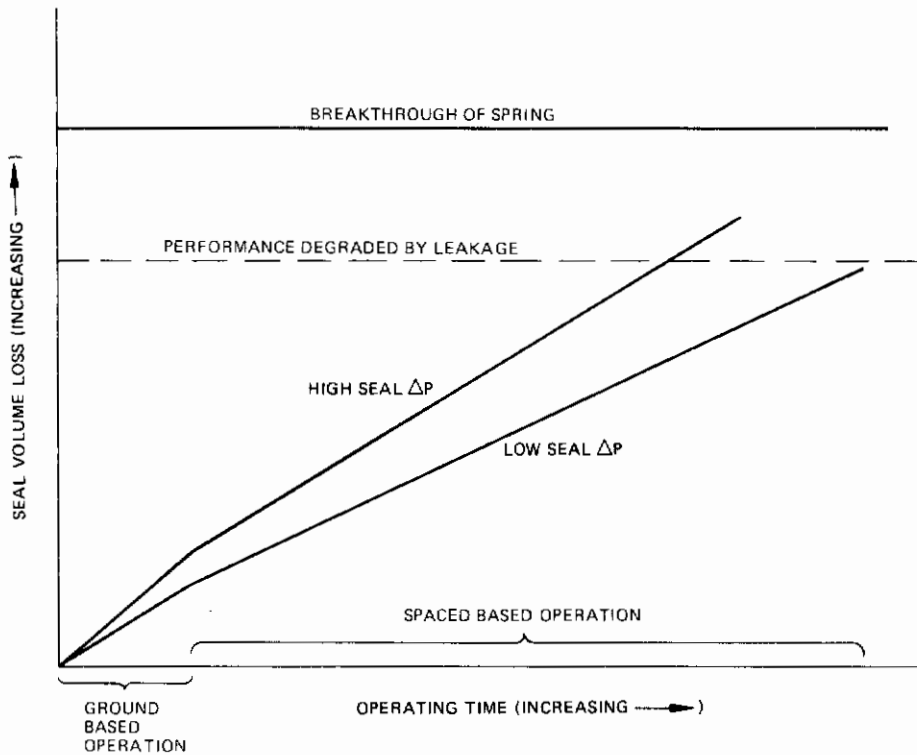 BREAKTHROUGH OF SPRING
PERFORMANCE DEGRADED BY LEAKAGE
SEAL VOLUME LOSS (INCREASING ⟶)
HIGH SEAL ΔP
LOW SEAL ΔP
SPACED BASED OPERATION
GROUND
BASED
OPERATION
OPERATING TIME (INCREASING ⟶)